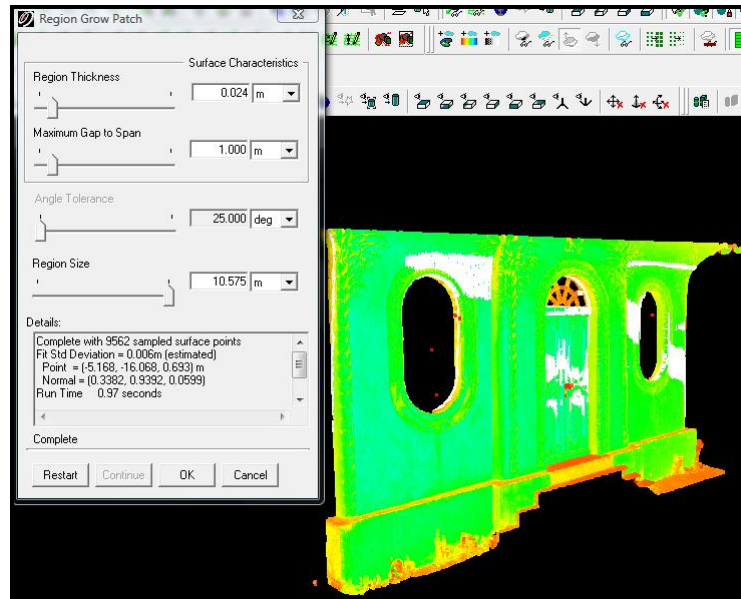 Region Grow Patch
Surface Characteristics
Region Thickness
0.024 m
Maximum Gap to Span
1.000 m
Angle Tolerance
25.000 deg
Region Size
10.575 m
Details:
Complete with 9562 sampled surface points
Fit Std Deviation = 0.006m (estimated)
Point = (-5.168, -16.068, 0.693) m
Normal = (0.3382, 0.9392, 0.0599)
Run Time 0.97 seconds
Complete
Restart Continue OK Cancel